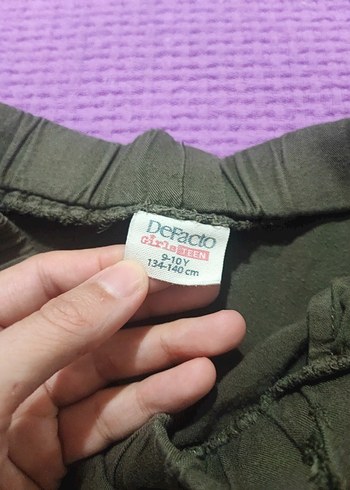 DeFacto
Girls TEEN
9-10 Y
134-140 cm